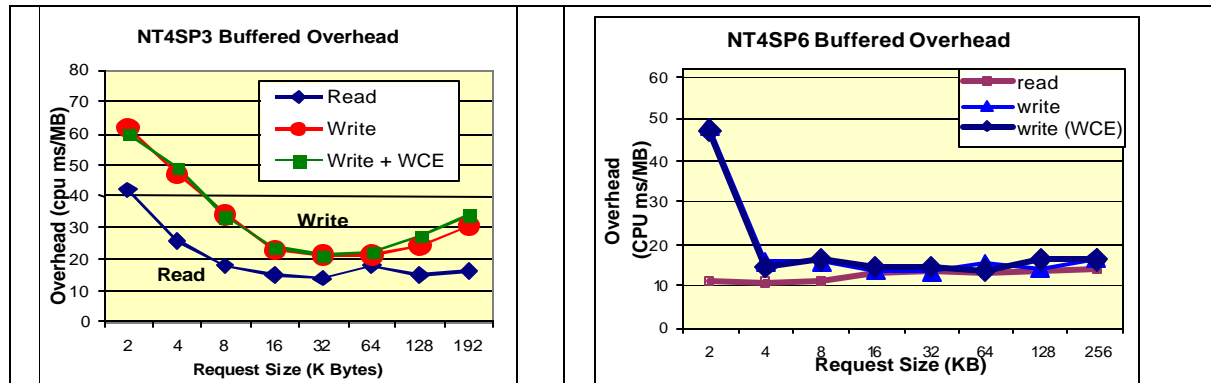 NT4SP3 Buffered Overhead
80
70
60
50
40
30
20
10
0
Overhead (cpu ms/MB)
Read
Write
Write + WCE
Write
Read
2 4 8 16 32 64 128 192
Request Size (K Bytes)
NT4SP6 Buffered Overhead
60
50
40
30
20
10
0
Overhead
(CPU ms/MB)
read
write
write (WCE)
2 4 8 16 32 64 128 256
Request Size (KB)